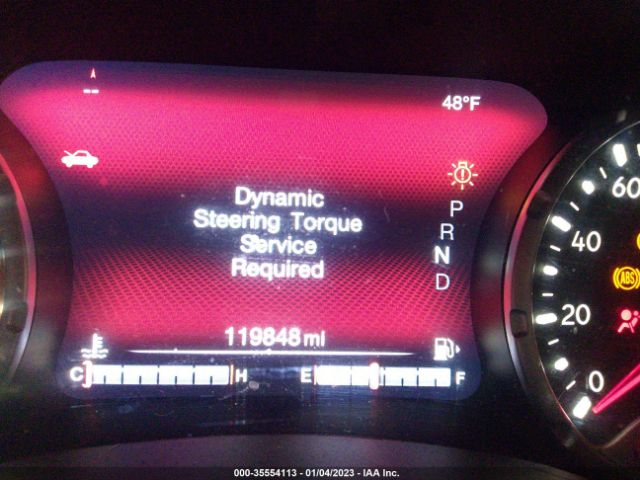 48°F
Dynamic
Steering Torque
Service
Required
P
R
N
D
119848 mi
C H
E F
60
40
20
0
ABS
000-35554113 - 01/04/2023 - IAA Inc.